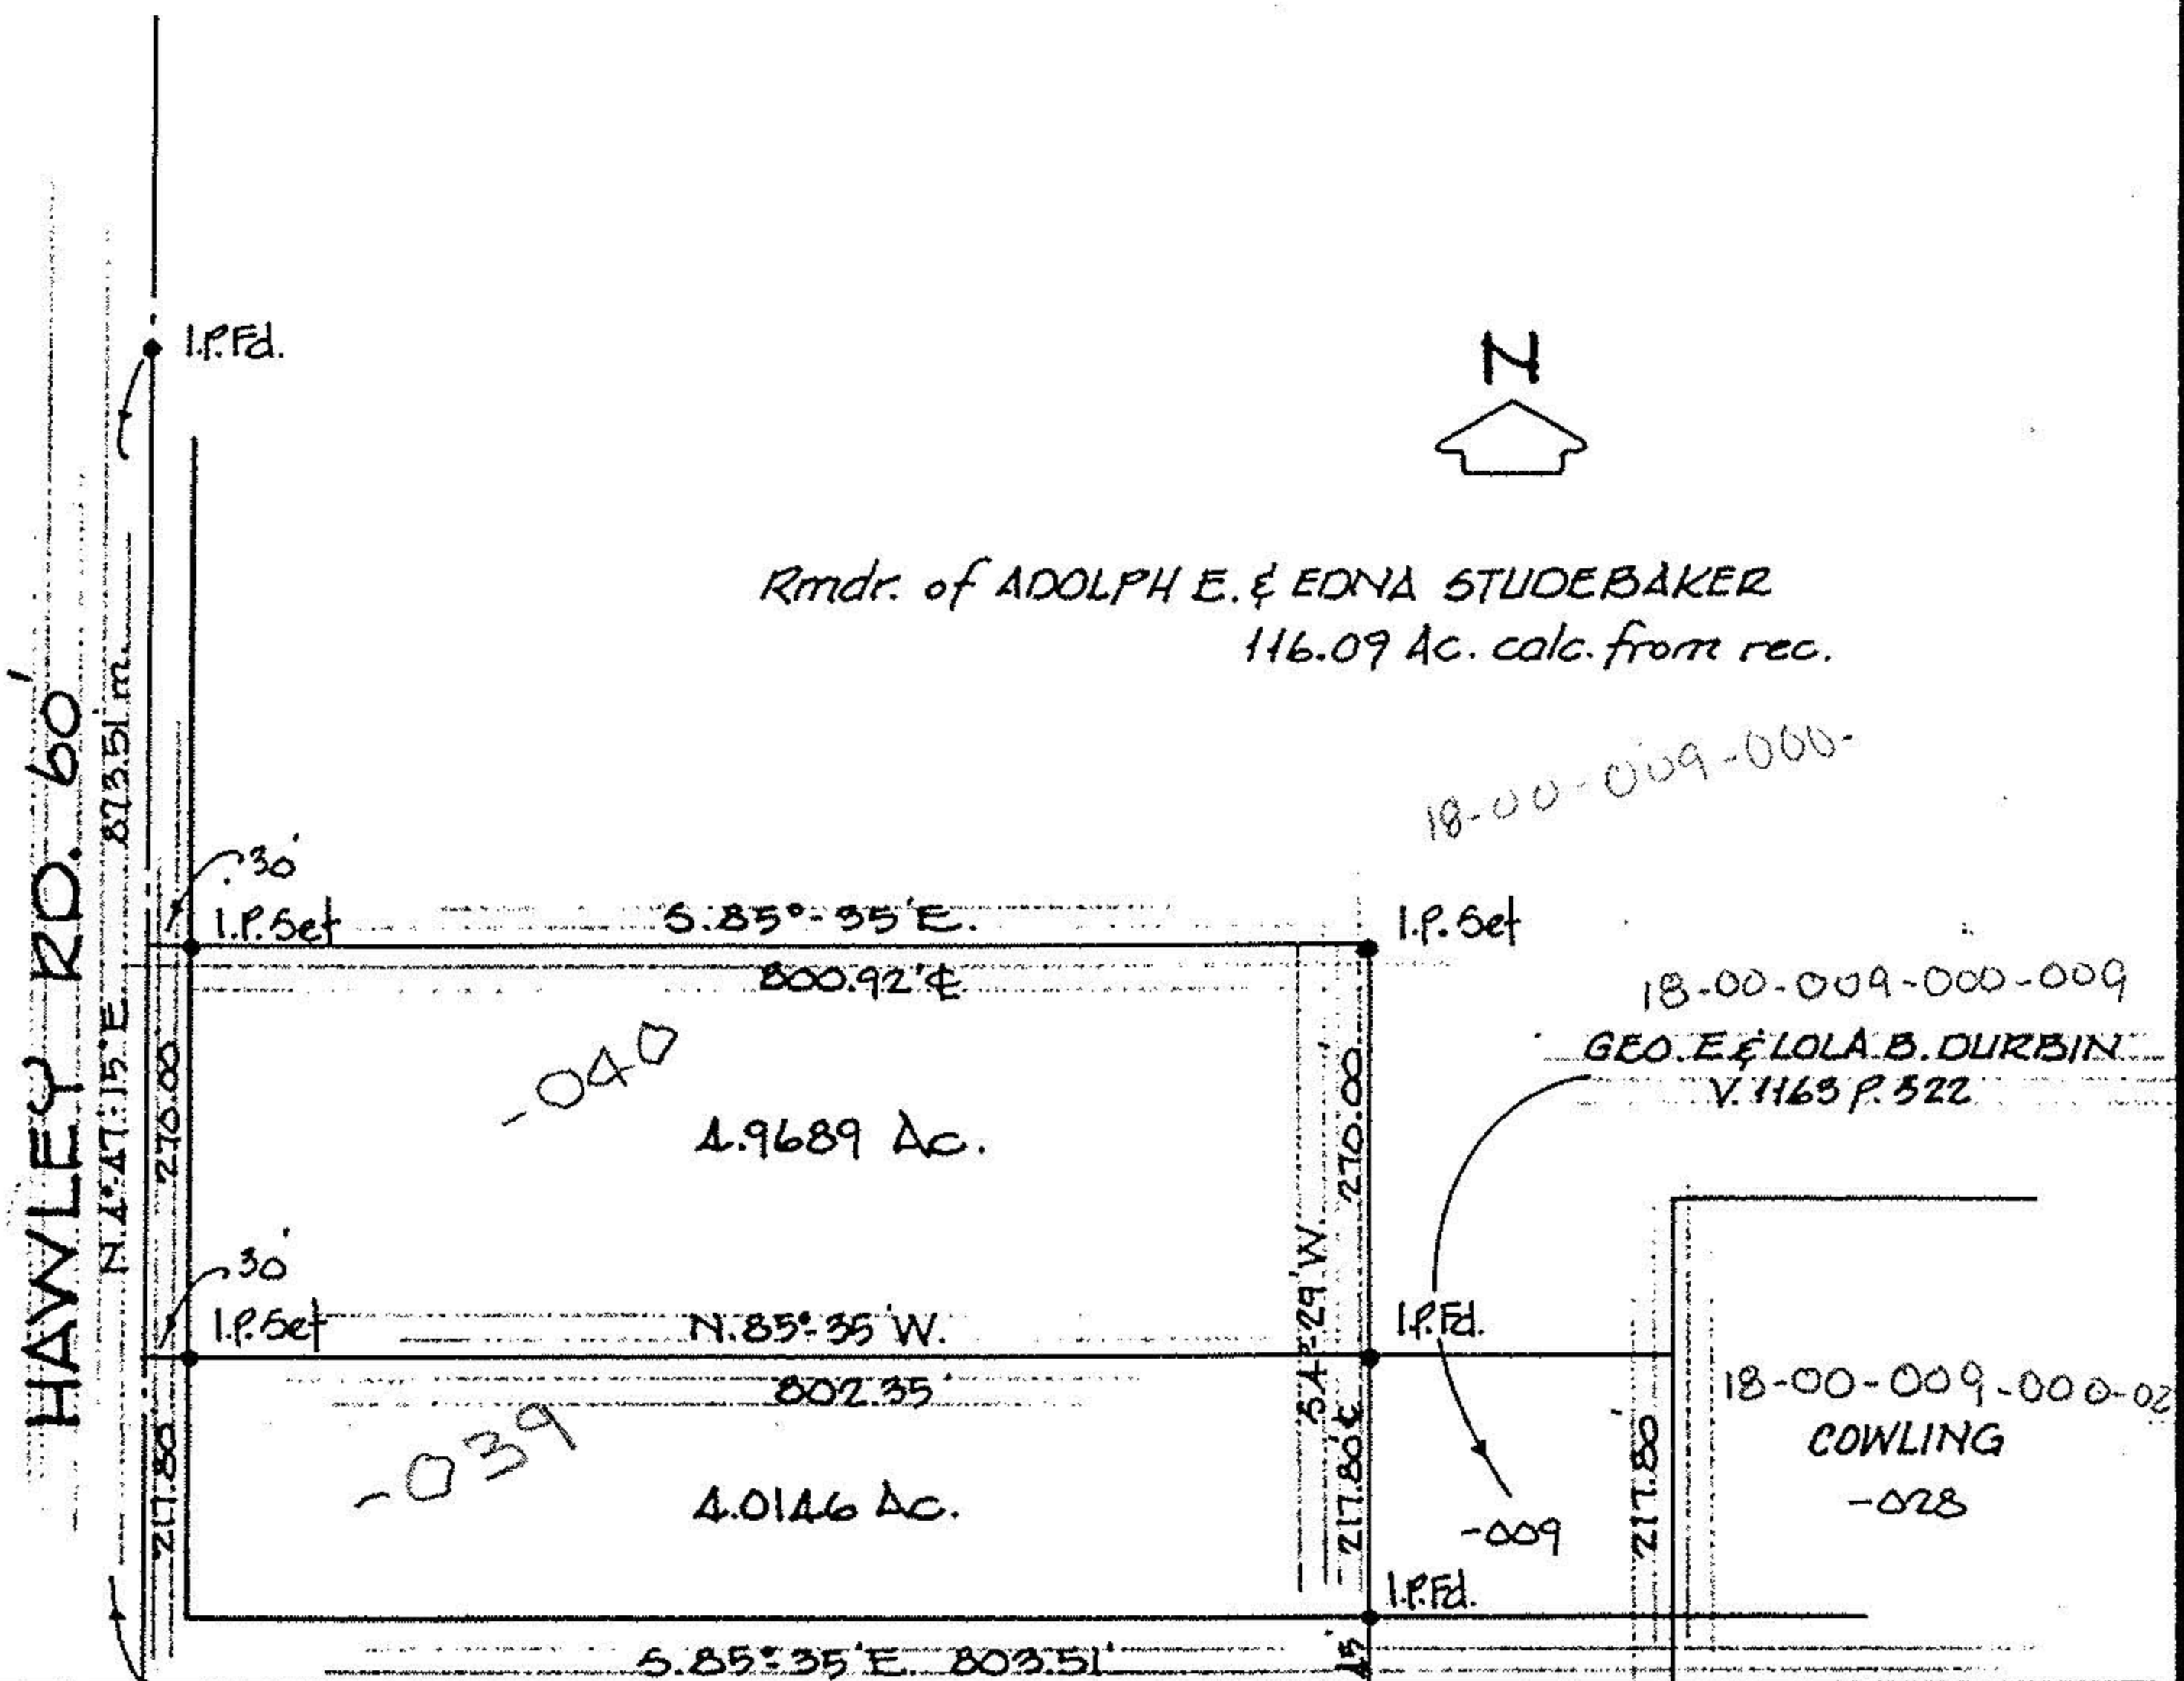 I.P.Fd.
N
Rmdr. of ADOLPH E. & EDNA STUDEBAKER
116.09 Ac. calc. from rec.
18-00-009-000-
HAWLEY RD. 60'
N.4°-47'-15"E. 873.51' m.
30'
I.P.Set
S.85°-35'E.
800.92' ℄
I.P. Set
270.00
-040
4.9689 Ac.
270.00'
18-00-009-000-009
GEO. E. & LOLA B. DURBIN
V. 1163 P. 322
30'
I.P.Set
N.85°-35'W.
802.35'
I.P.Fd.
S.4°-29'W.
217.80
-039
4.0146 Ac.
217.80' ℄
-009
217.80'
18-00-009-000-02
COWLING
-028
I.P.Fd.
S.85°-35'E. 803.51'